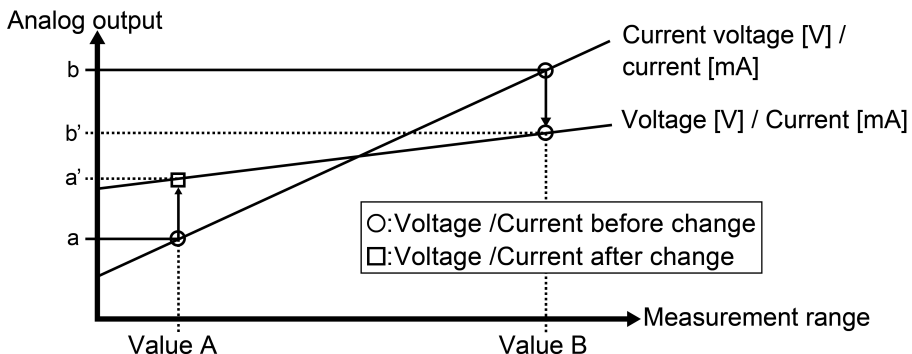 Analog output
Current voltage [V] /
current [mA]
b
b'
Voltage [V] / Current [mA]
a'
a
○:Voltage /Current before change
□:Voltage /Current after change
Measurement range
Value A
Value B